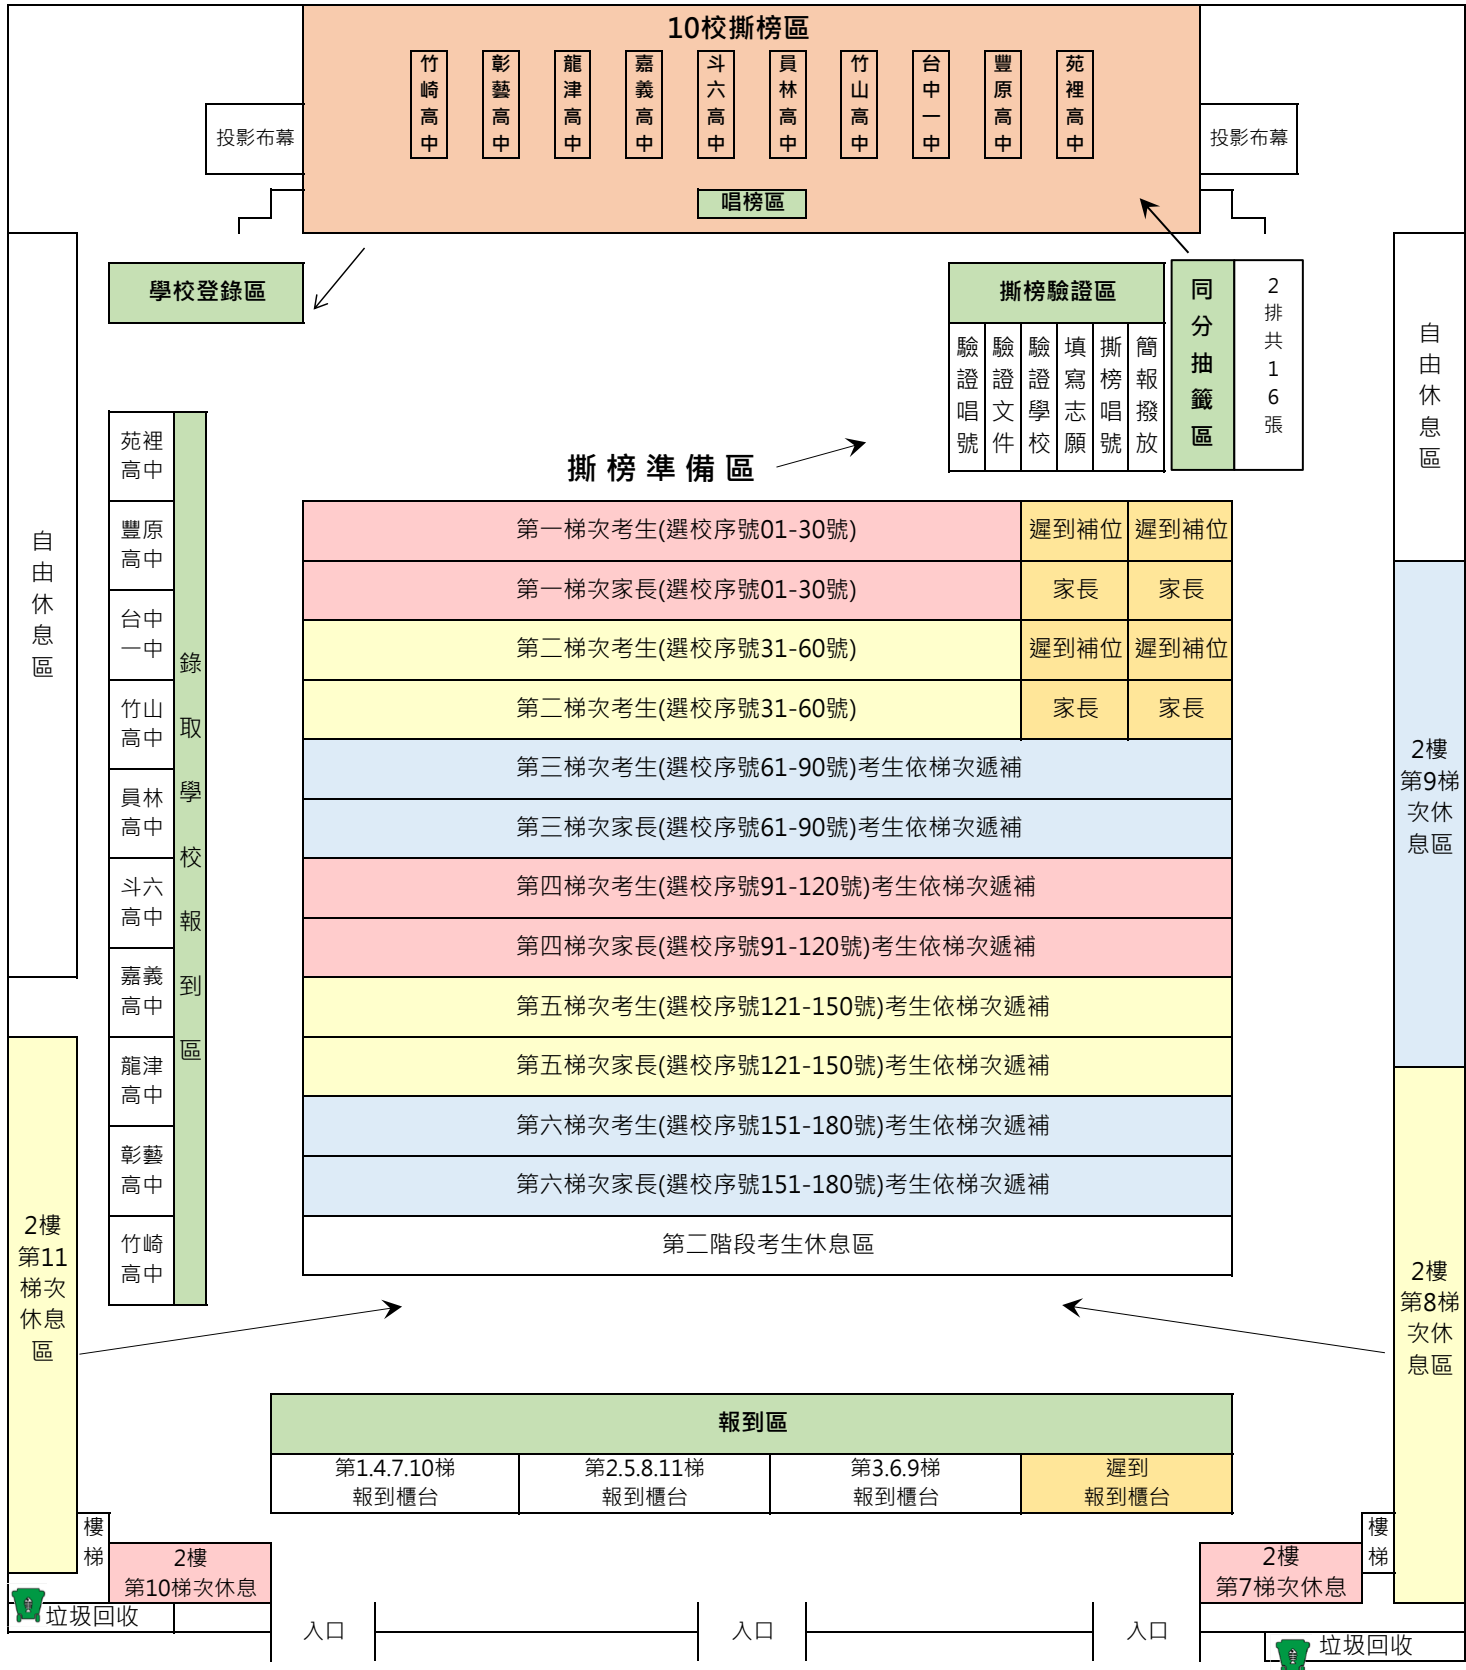 10校撕榜區
竹崎高中
彰藝高中
龍津高中
嘉義高中
斗六高中
員林高中
竹山高中
台中一中
豐原高中
苑裡高中
投影布幕
投影布幕
唱榜區
學校登錄區
撕榜驗證區
驗證唱號
驗證文件
驗證學校
填寫志願
撕榜唱號
簡報撥放
同分抽籤區
2排共16張
自由休息區
自由休息區
撕榜準備區
苑裡
高中
豐原
高中
台中
一中
竹山
高中
員林
高中
斗六
高中
嘉義
高中
龍津
高中
彰藝
高中
竹崎
高中
錄取學校報到區
第一梯次考生(選校序號01-30號)
遲到補位
遲到補位
第一梯次家長(選校序號01-30號)
家長
家長
第二梯次考生(選校序號31-60號)
遲到補位
遲到補位
第二梯次考生(選校序號31-60號)
家長
家長
第三梯次考生(選校序號61-90號)考生依梯次遞補
第三梯次家長(選校序號61-90號)考生依梯次遞補
第四梯次考生(選校序號91-120號)考生依梯次遞補
第四梯次家長(選校序號91-120號)考生依梯次遞補
第五梯次考生(選校序號121-150號)考生依梯次遞補
第五梯次家長(選校序號121-150號)考生依梯次遞補
第六梯次考生(選校序號151-180號)考生依梯次遞補
第六梯次家長(選校序號151-180號)考生依梯次遞補
第二階段考生休息區
2樓
第9梯
次休
息區
2樓
第11
梯次
休息
區
2樓
第8梯
次休
息區
報到區
第1.4.7.10梯
報到櫃台
第2.5.8.11梯
報到櫃台
第3.6.9梯
報到櫃台
遲到
報到櫃台
樓梯
2樓
第10梯次休息
樓梯
2樓
第7梯次休息
垃圾回收
入口
入口
入口
垃圾回收